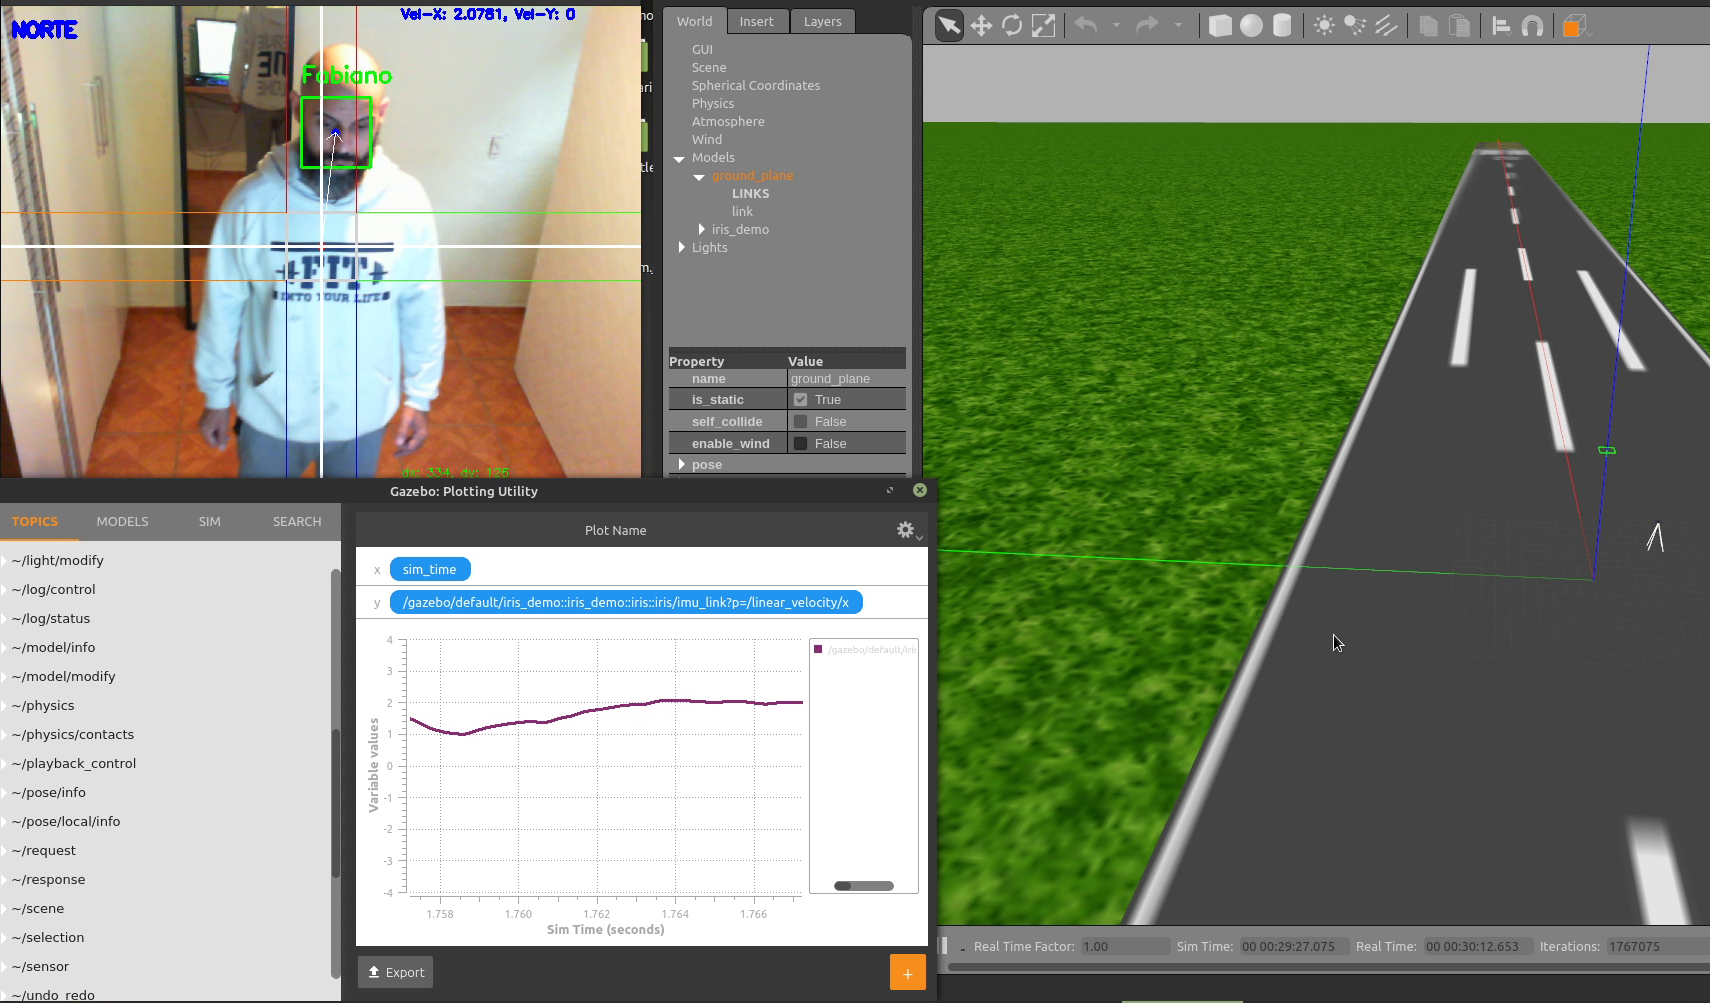 NORTE
Vel-X: 2.0781, Vel-Y: 0
Fabiano
FIT
INTO YOUR LIFE
dx: 334, dy: 126
World
Insert
Layers
GUI
Scene
Spherical Coordinates
Physics
Atmosphere
Wind
Models
ground_plane
LINKS
link
iris_demo
Lights
Property Value
name ground_plane
is_static True
self_collide False
enable_wind False
pose
Gazebo: Plotting Utility
TOPICS MODELS SIM SEARCH
~/light/modify
~/log/control
~/log/status
~/model/info
~/model/modify
~/physics
~/physics/contacts
~/playback_control
~/pose/info
~/pose/local/info
~/request
~/response
~/scene
~/selection
~/sensor
~/undo_redo
Plot Name
x sim_time
y /gazebo/default/iris_demo::iris_demo::iris::iris/imu_link?p=/linear_velocity/x
4
3
2
1
0
-1
-2
-3
-4
Variable values
1.758 1.760 1.762 1.764 1.766
Sim Time (seconds)
/gazebo/default/iris
Export
+
Real Time Factor: 1.00 Sim Time: 00 00:29:27.075 Real Time: 00 00:30:12.653 Iterations: 1767075